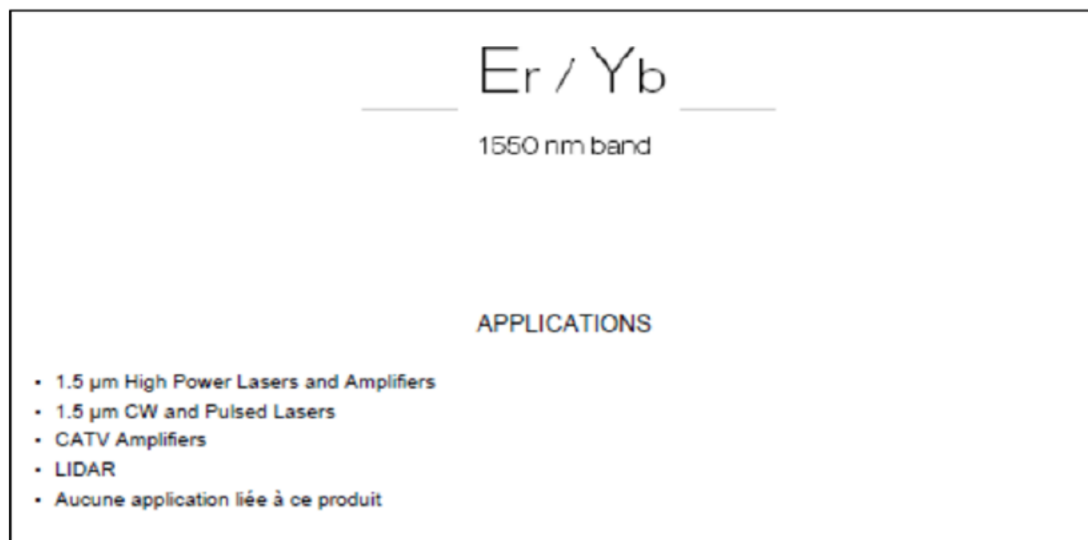 Er / Yb
1550 nm band
APPLICATIONS
• 1.5 µm High Power Lasers and Amplifiers
• 1.5 µm CW and Pulsed Lasers
• CATV Amplifiers
• LIDAR
• Aucune application liée à ce produit